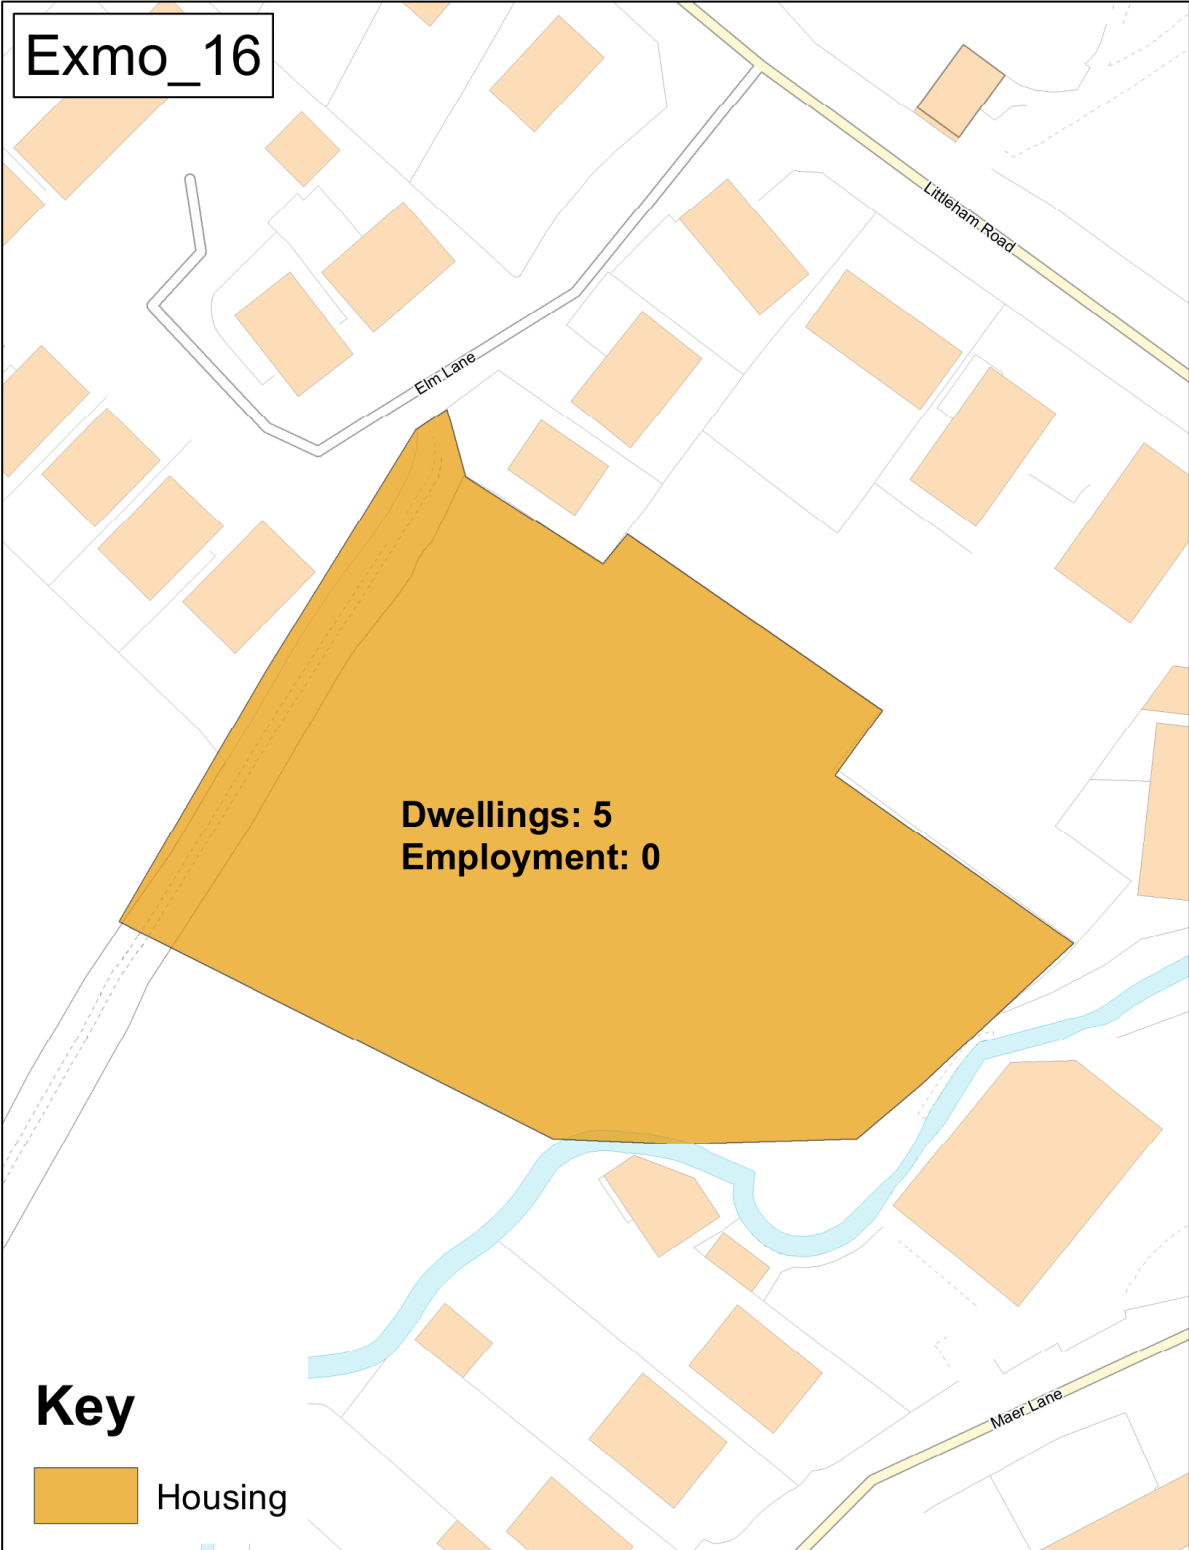 Exmo_16
Littleham Road
Elm Lane
Dwellings: 5
Employment: 0
Maer Lane
Key
Housing